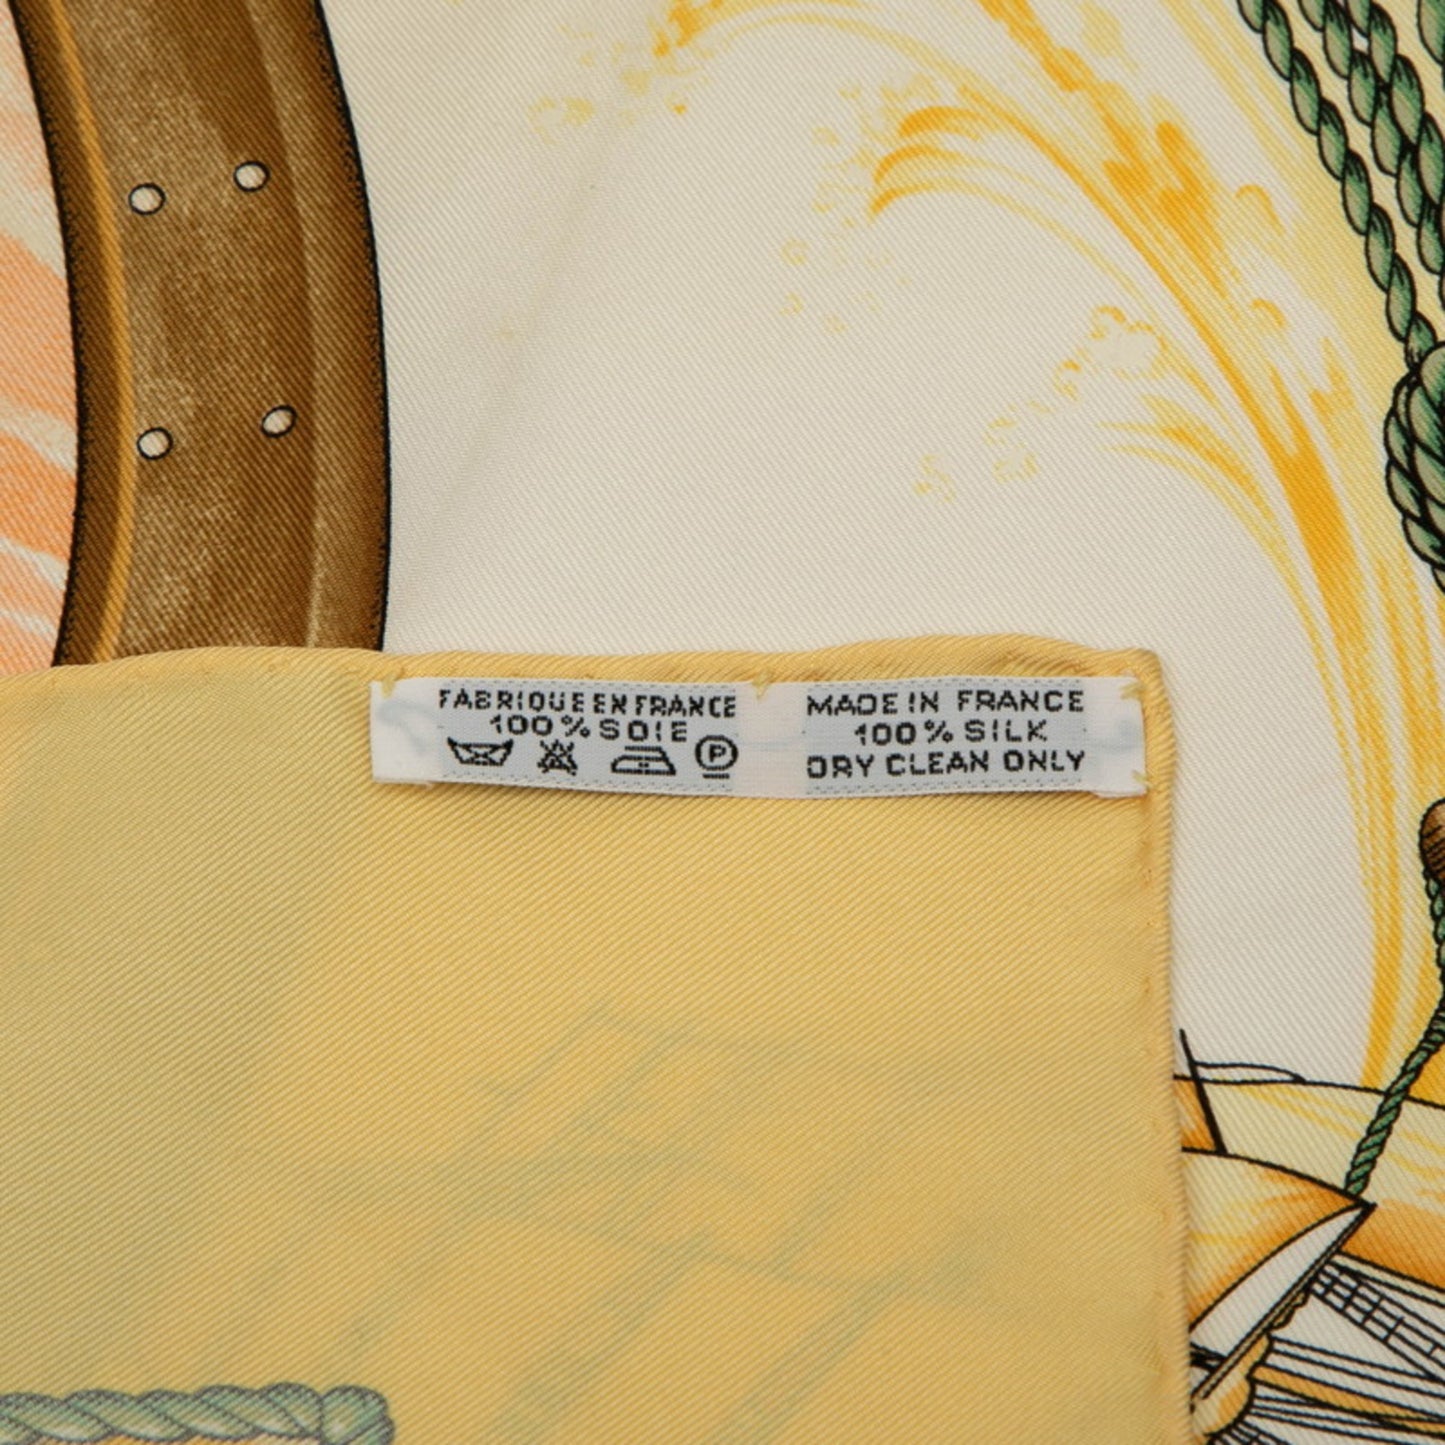 FABRIQUE EN FRANCE
100% SOIE
P
MADE IN FRANCE
100% SILK
DRY CLEAN ONLY